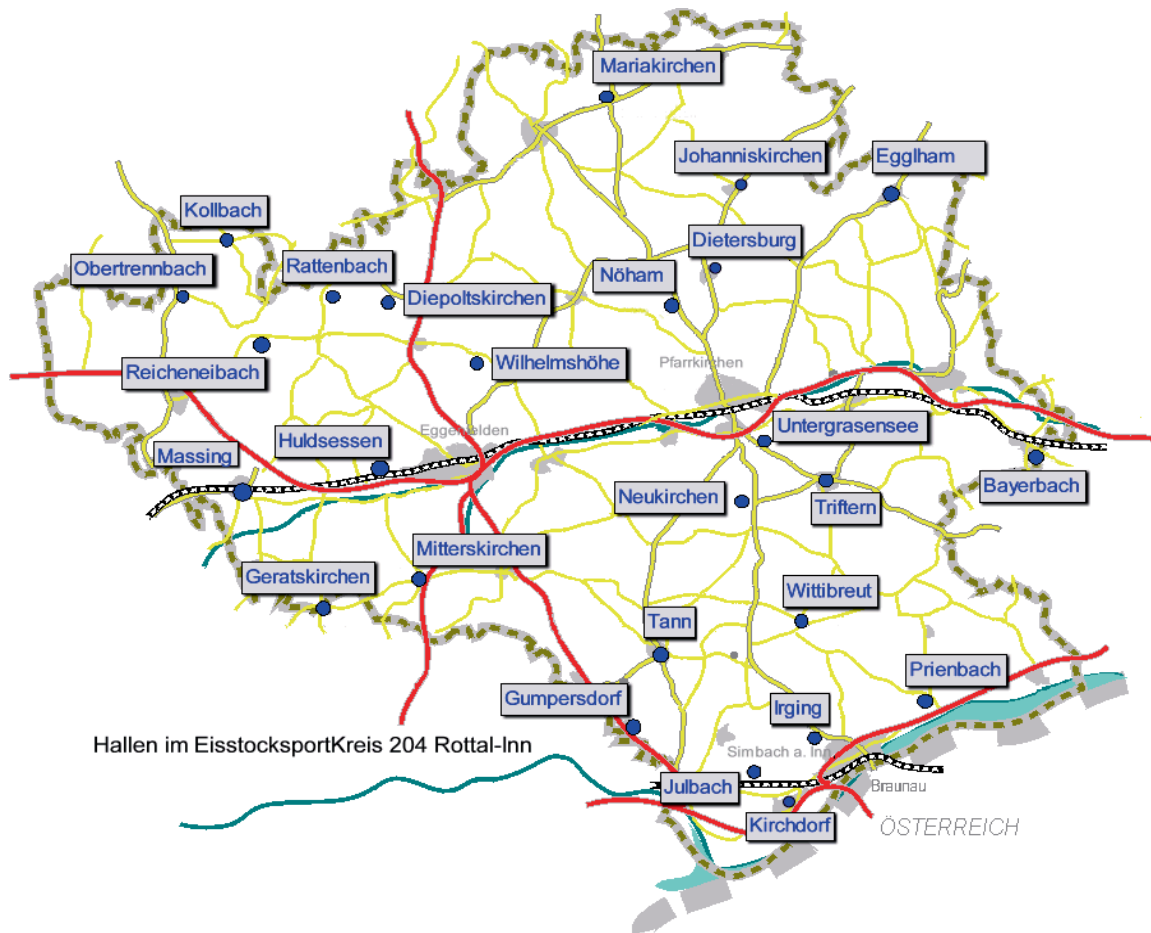 Mariakirchen
Johanniskirchen
Egglham
Kollbach
Dietersburg
Obertrennbach
Rattenbach
Nöham
Diepoltskirchen
Reicheneibach
Wilhelmshöhe
Pfarrkirchen
Huldsessen
Eggenfelden
Untergrasensee
Massing
Neukirchen
Triftern
Bayerbach
Mitterskirchen
Geratskirchen
Wittibreut
Tann
Prienbach
Gumpersdorf
Irging
Hallen im EisstocksportKreis 204 Rottal-Inn
Simbach a. Inn
Julbach
Braunau
Kirchdorf
ÖSTERREICH